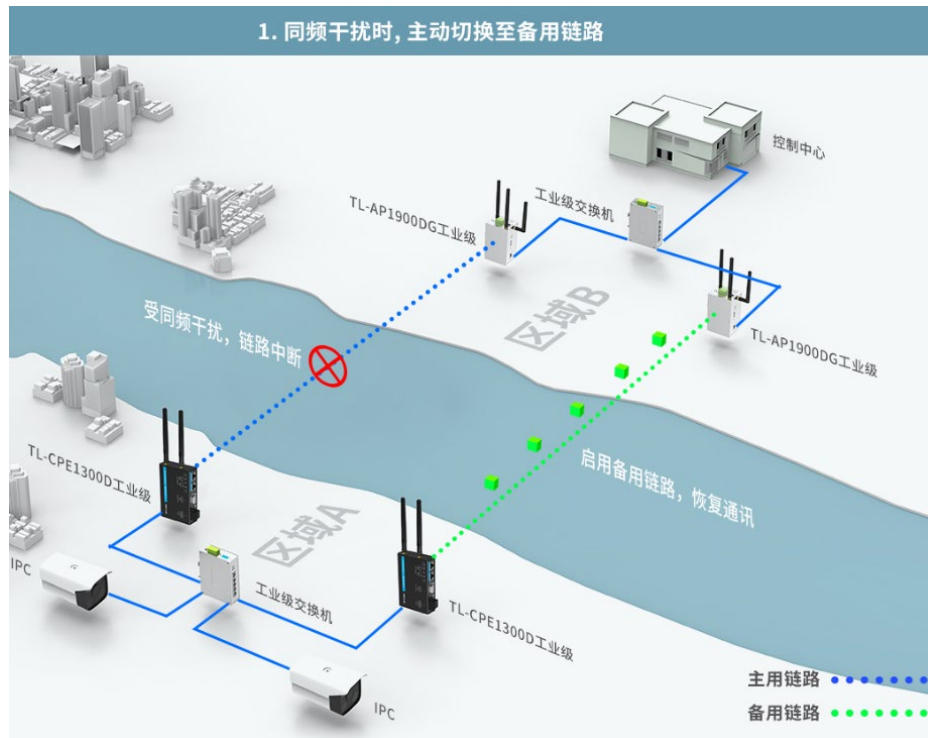 1. 同频干扰时, 主动切换至备用链路
控制中心
工业级交换机
TL-AP1900DG工业级
区域B
TL-AP1900DG工业级
受同频干扰，链路中断
启用备用链路，恢复通讯
TL-CPE1300D工业级
区域A
IPC
工业级交换机
TL-CPE1300D工业级
IPC
主用链路
备用链路